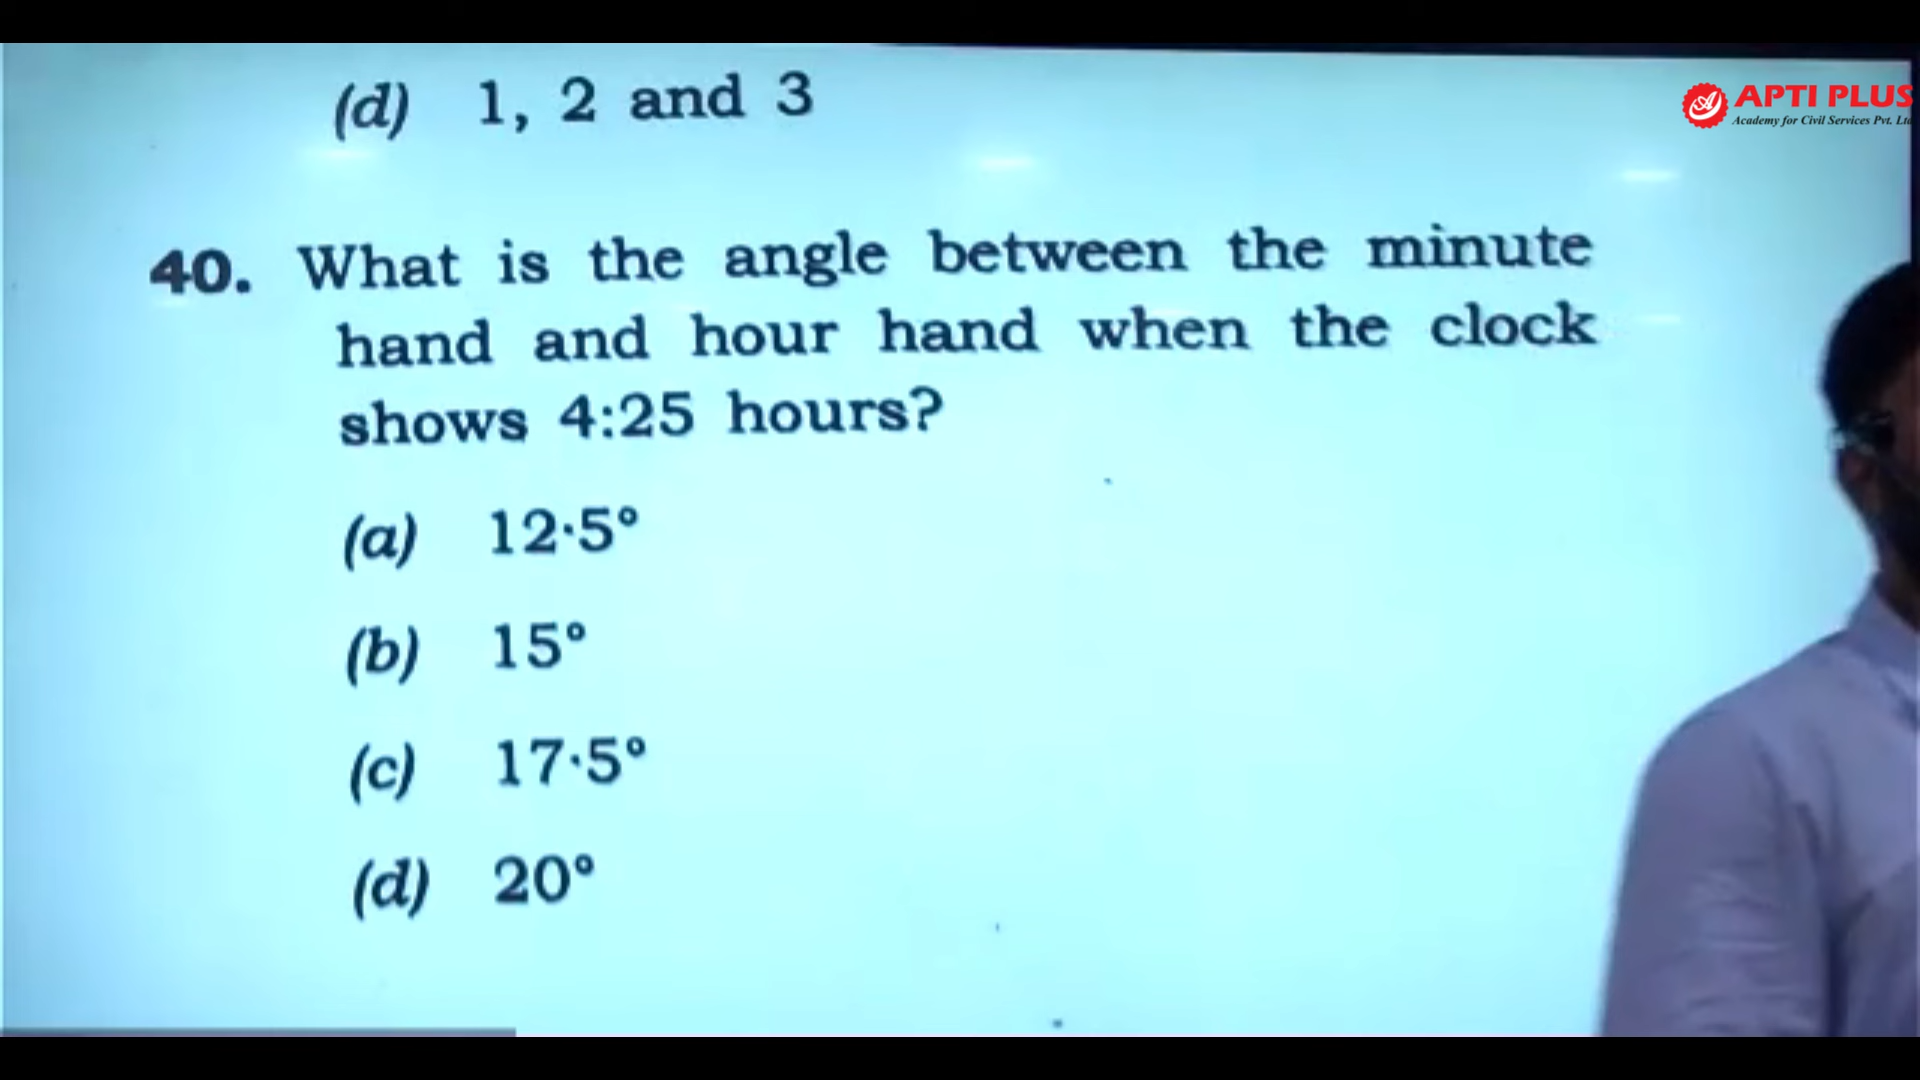 (d) 1, 2 and 3
APTI PLUS
Academy for Civil Services Pvt. Lt
40. What is the angle between the minute
hand and hour hand when the clock
shows 4:25 hours?
(a) 12·5°
(b) 15°
(c) 17·5°
(d) 20°